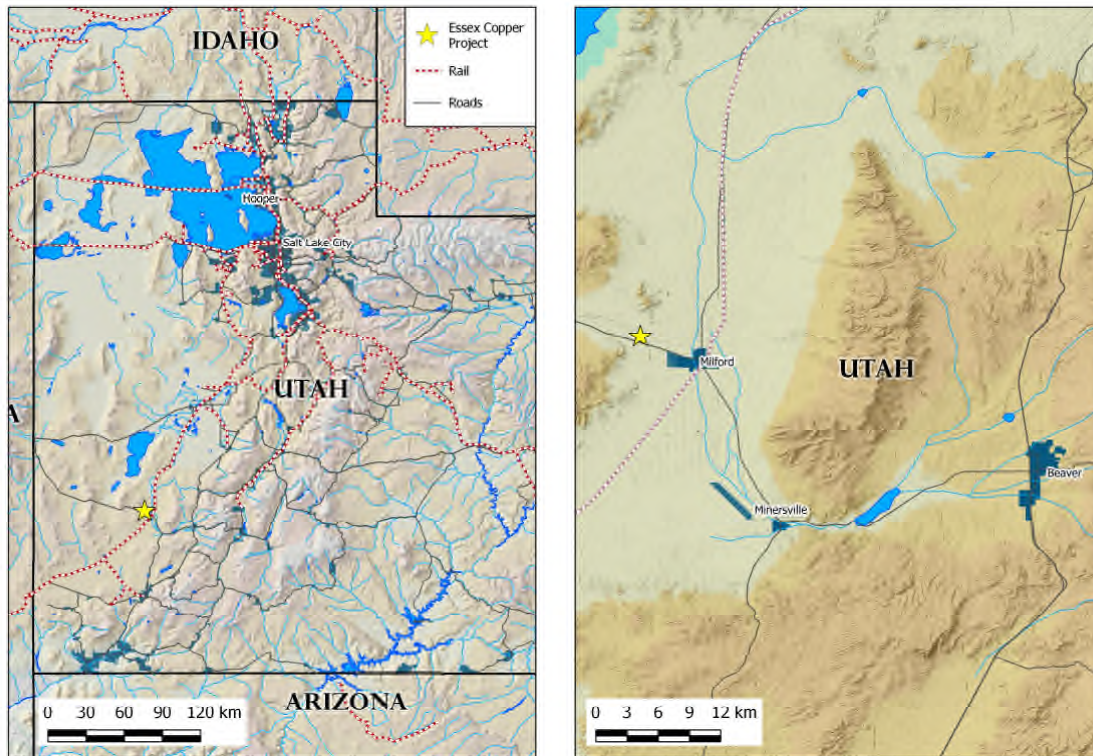 IDAHO
Essex Copper
Project
Rail
Roads
Hooper
Salt Lake City
UTAH
A
ARIZONA
0 30 60 90 120 km
Milford
UTAH
Beaver
Minersville
0 3 6 9 12 km